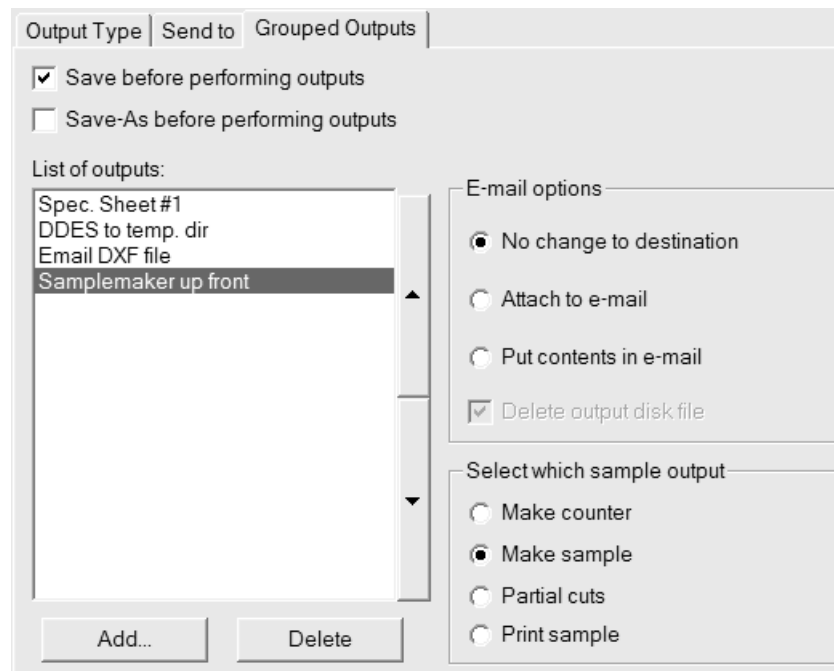 Output Type Send to Grouped Outputs
Save before performing outputs
Save-As before performing outputs
List of outputs:
Spec. Sheet #1
DDES to temp. dir
Email DXF file
Samplemaker up front
Add...
Delete
E-mail options
No change to destination
Attach to e-mail
Put contents in e-mail
Delete output disk file
Select which sample output
Make counter
Make sample
Partial cuts
Print sample